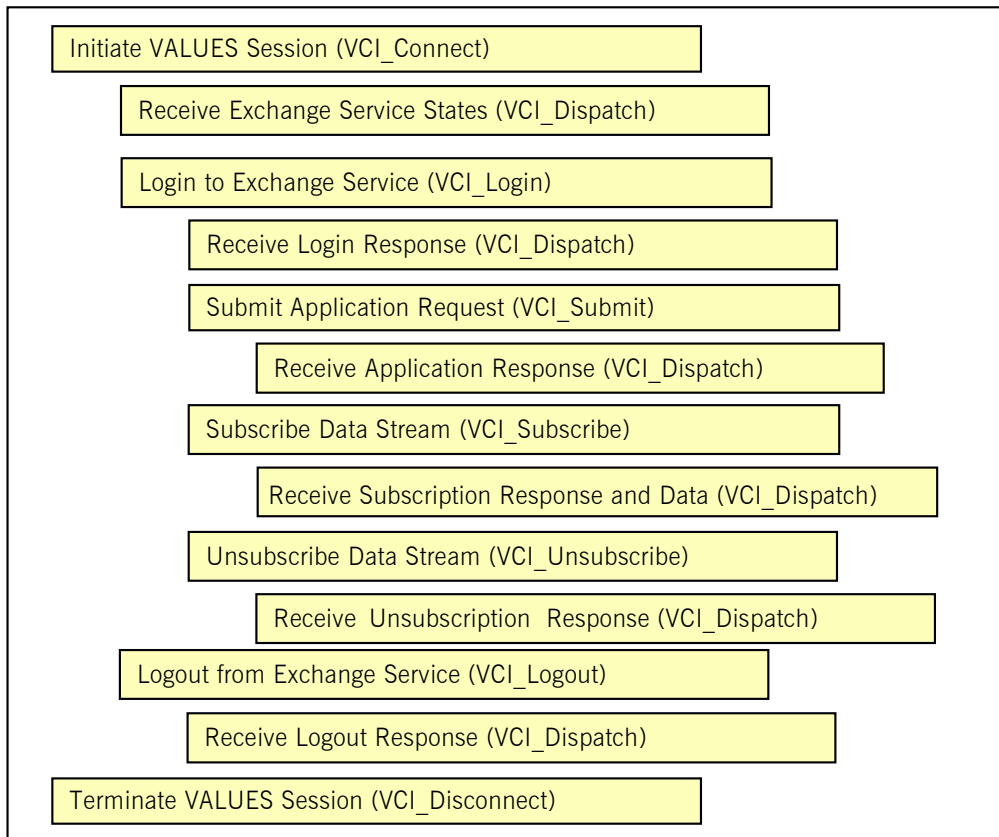 Initiate VALUES Session (VCI_Connect)
Receive Exchange Service States (VCI_Dispatch)
Login to Exchange Service (VCI_Login)
Receive Login Response (VCI_Dispatch)
Submit Application Request (VCI_Submit)
Receive Application Response (VCI_Dispatch)
Subscribe Data Stream (VCI_Subscribe)
Receive Subscription Response and Data (VCI_Dispatch)
Unsubscribe Data Stream (VCI_Unsubscribe)
Receive Unsubscription Response (VCI_Dispatch)
Logout from Exchange Service (VCI_Logout)
Receive Logout Response (VCI_Dispatch)
Terminate VALUES Session (VCI_Disconnect)